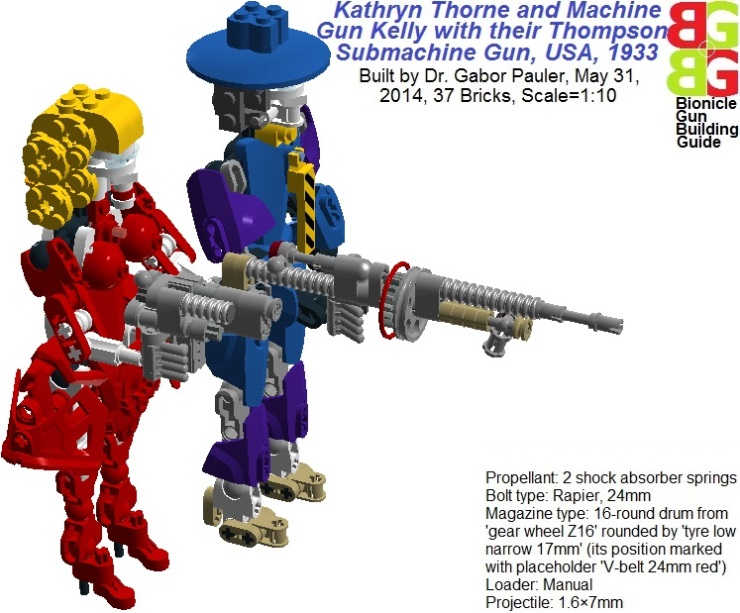 Kathryn Thorne and Machine
Gun Kelly with their Thompson
Submachine Gun, USA, 1933
Built by Dr. Gabor Pauler, May 31,
2014, 37 Bricks, Scale=1:10
BG
BG
Bionicle
Gun
Building
Guide
Propellant: 2 shock absorber springs
Bolt type: Rapier, 24mm
Magazine type: 16-round drum from
'gear wheel Z16' rounded by 'tyre low
narrow 17mm' (its position marked
with placeholder 'V-belt 24mm red')
Loader: Manual
Projectile: 1.6×7mm